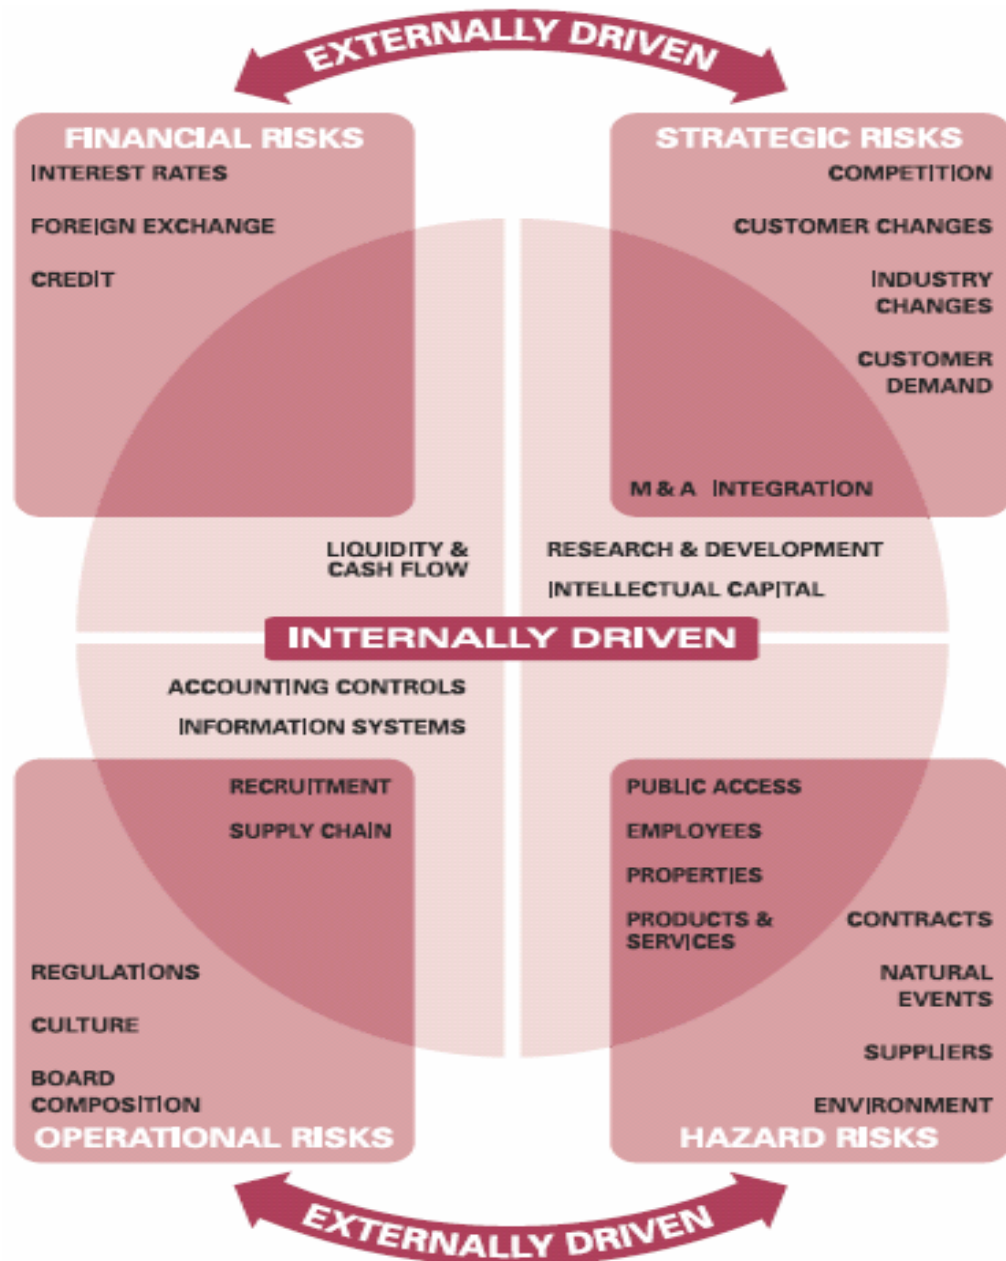 EXTERNALLY DRIVEN
FINANCIAL RISKS
INTEREST RATES
FOREIGN EXCHANGE
CREDIT
STRATEGIC RISKS
COMPETITION
CUSTOMER CHANGES
INDUSTRY
CHANGES
CUSTOMER
DEMAND
M & A INTEGRATION
LIQUIDITY &
CASH FLOW
RESEARCH & DEVELOPMENT
INTELLECTUAL CAPITAL
INTERNALLY DRIVEN
ACCOUNTING CONTROLS
INFORMATION SYSTEMS
RECRUITMENT
SUPPLY CHAIN
REGULATIONS
CULTURE
BOARD
COMPOSITION
OPERATIONAL RISKS
PUBLIC ACCESS
EMPLOYEES
PROPERTIES
PRODUCTS &
SERVICES
CONTRACTS
NATURAL
EVENTS
SUPPLIERS
ENVIRONMENT
HAZARD RISKS
EXTERNALLY DRIVEN